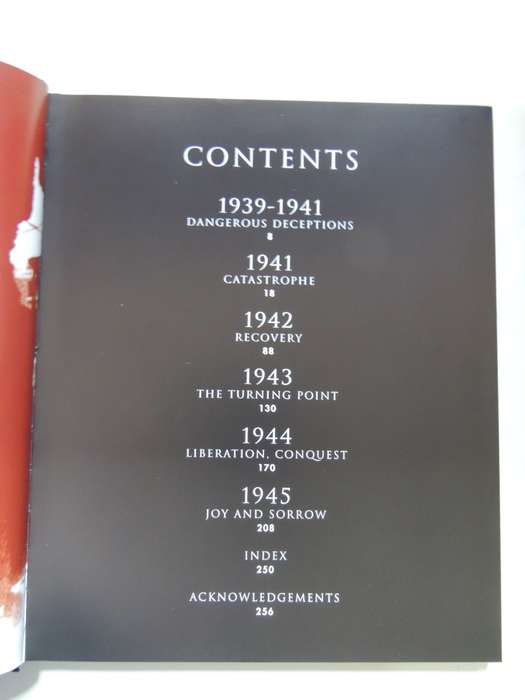 CONTENTS
1939-1941
DANGEROUS DECEPTIONS
8
1941
CATASTROPHE
18
1942
RECOVERY
88
1943
THE TURNING POINT
130
1944
LIBERATION, CONQUEST
170
1945
JOY AND SORROW
208
INDEX
250
ACKNOWLEDGEMENTS
256